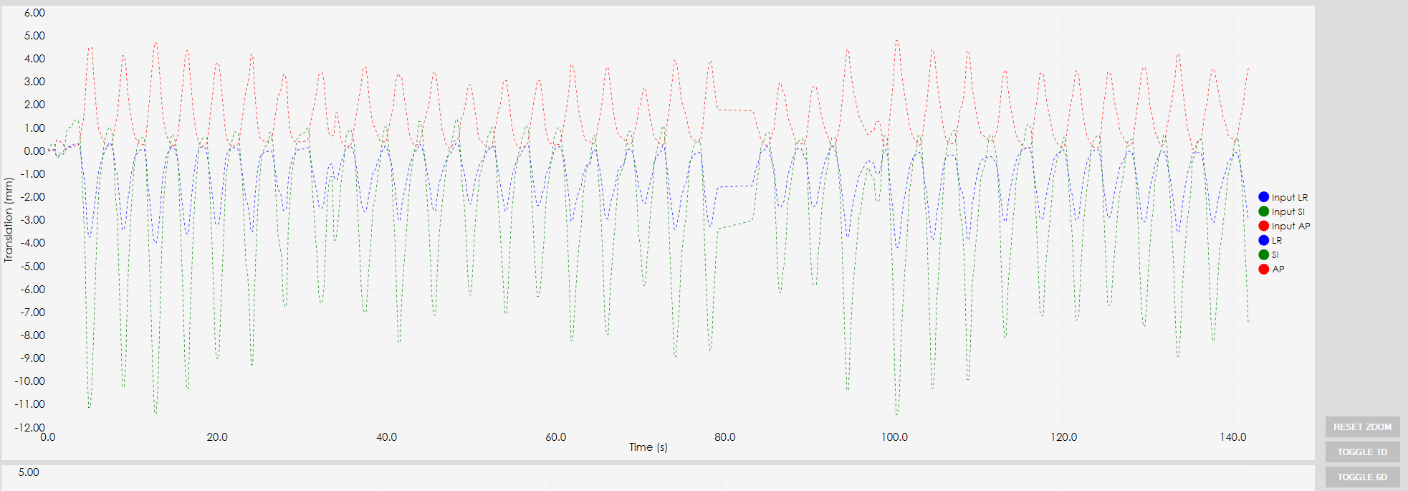 6.00
5.00
4.00
3.00
2.00
1.00
0.00
-1.00
-2.00
-3.00
-4.00
-5.00
-6.00
-7.00
-8.00
-9.00
-10.00
-11.00
-12.00
Translation (mm)
0.0 20.0 40.0 60.0 80.0 100.0 120.0 140.0
Time (s)
Input LR
Input SI
Input AP
LR
SI
AP
RESET ZOOM
TOGGLE 1D
TOGGLE 6D
5.00